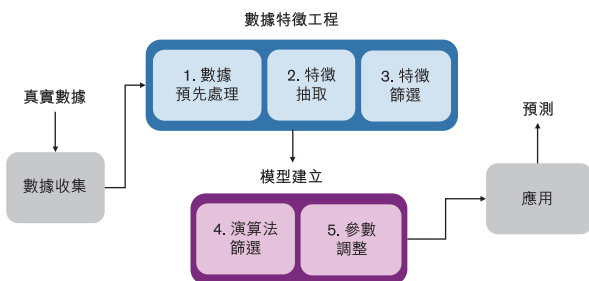 數據特徵工程
1. 數據
預先處理
2. 特徵
抽取
3. 特徵
篩選
真實數據
數據收集
模型建立
4. 演算法
篩選
5. 參數
調整
預測
應用